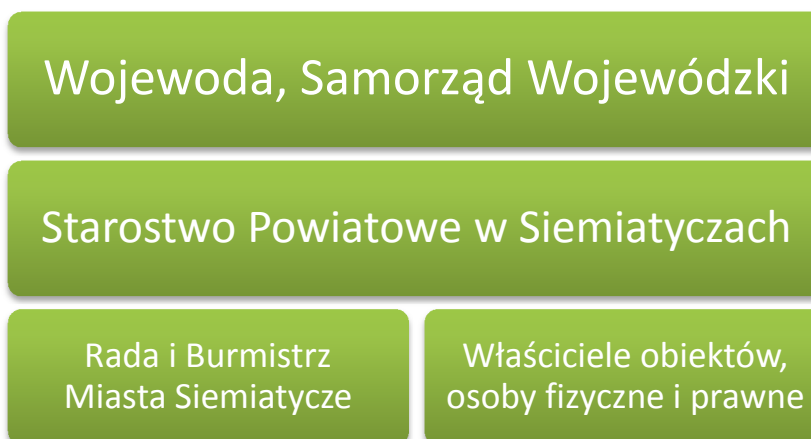 Wojewoda, Samorząd Wojewódzki
Starostwo Powiatowe w Siemiatyczach
Rada i Burmistrz
Miasta Siemiatycze
Właściciele obiektów,
osoby fizyczne i prawne